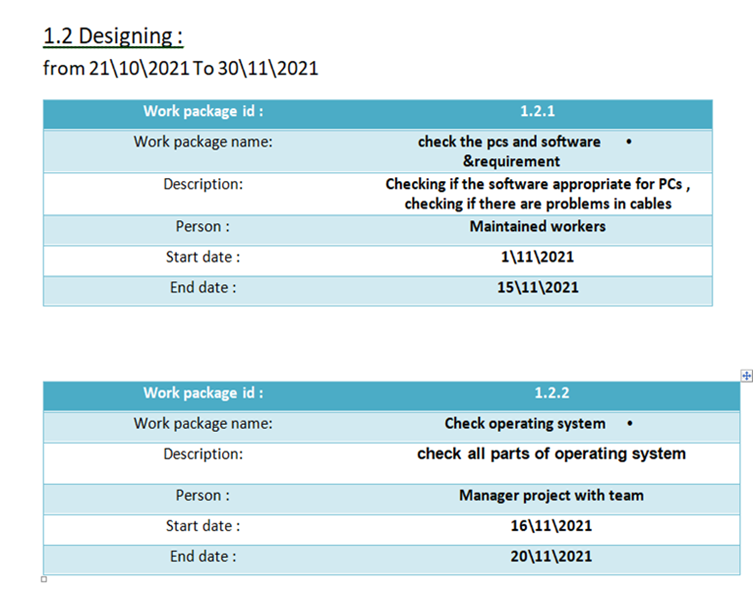 1.2 Designing :
from 21\10\2021 To 30\11\2021
Work package id : 1.2.1
Work package name: check the pcs and software •
&requirement
Description: Checking if the software appropriate for PCs ,
checking if there are problems in cables
Person : Maintained workers
Start date : 1\11\2021
End date : 15\11\2021
Work package id : 1.2.2
Work package name: Check operating system •
Description: check all parts of operating system
Person : Manager project with team
Start date : 16\11\2021
End date : 20\11\2021